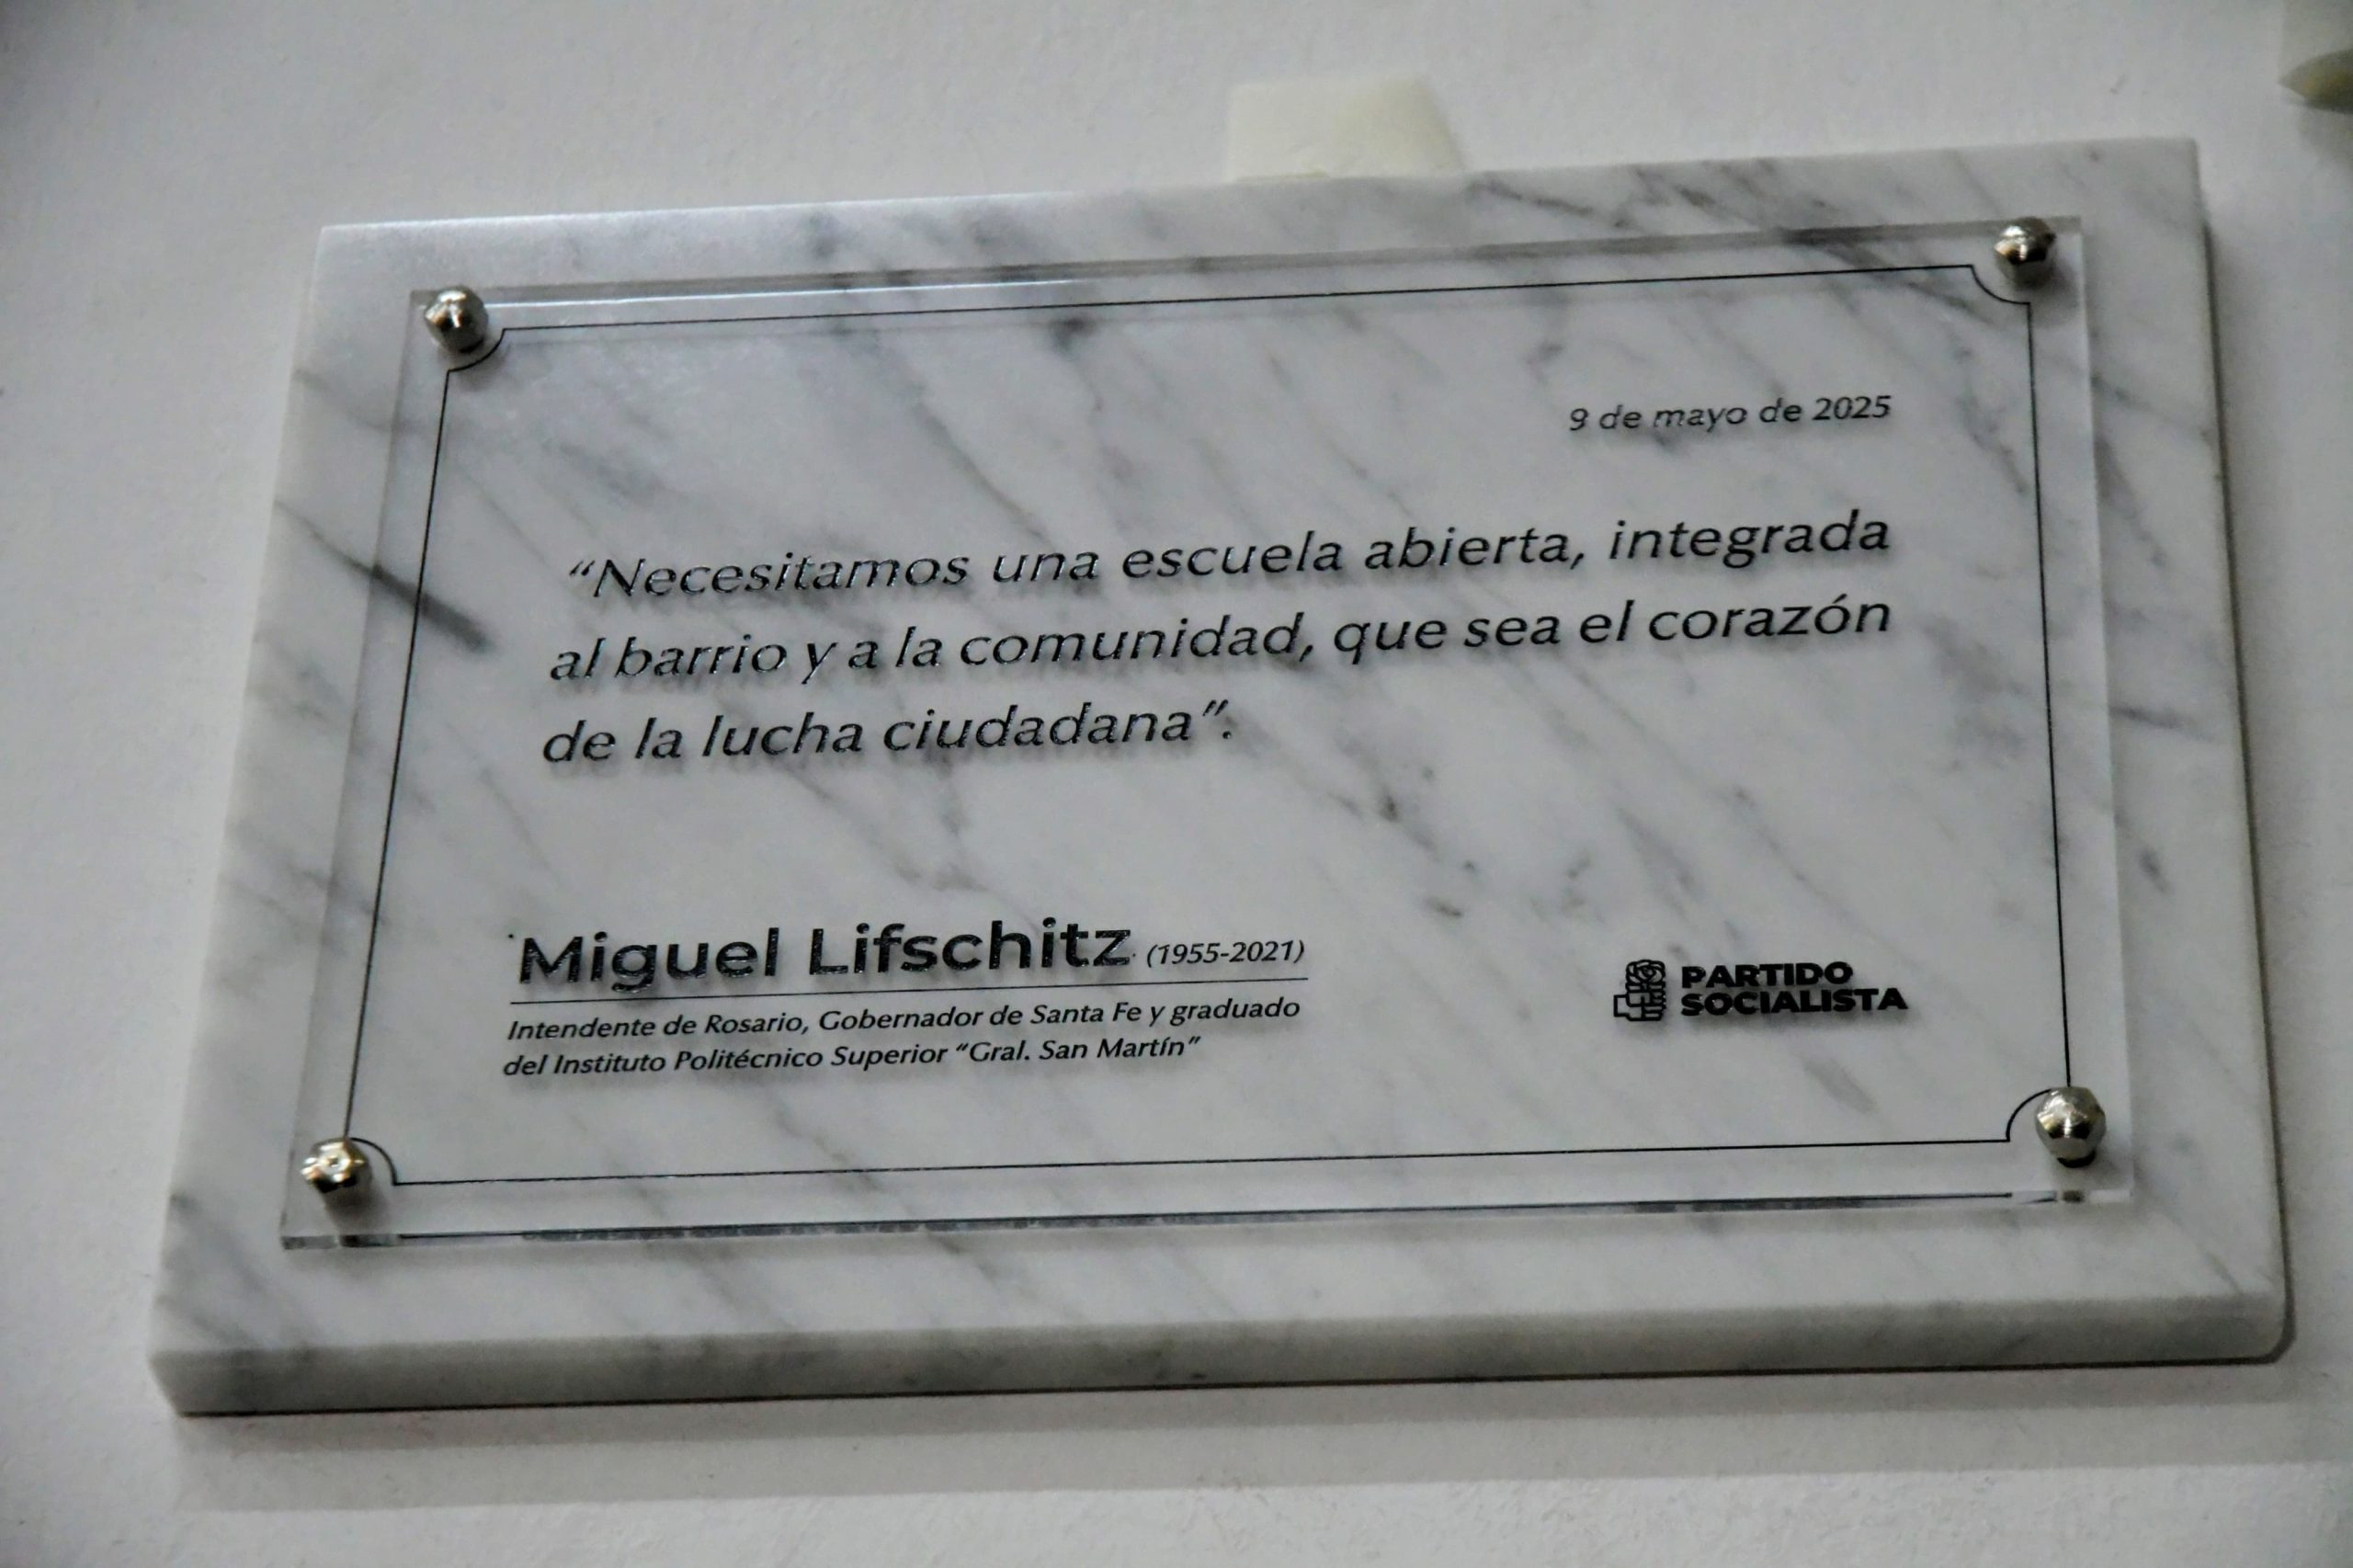 9 de mayo de 2025
“Necesitamos una escuela abierta, integrada
al barrio y a la comunidad, que sea el corazón
de la lucha ciudadana”.
Miguel Lifschitz (1955-2021)
Intendente de Rosario, Gobernador de Santa Fe y graduado
del Instituto Politécnico Superior “Gral. San Martín”
PARTIDO
SOCIALISTA